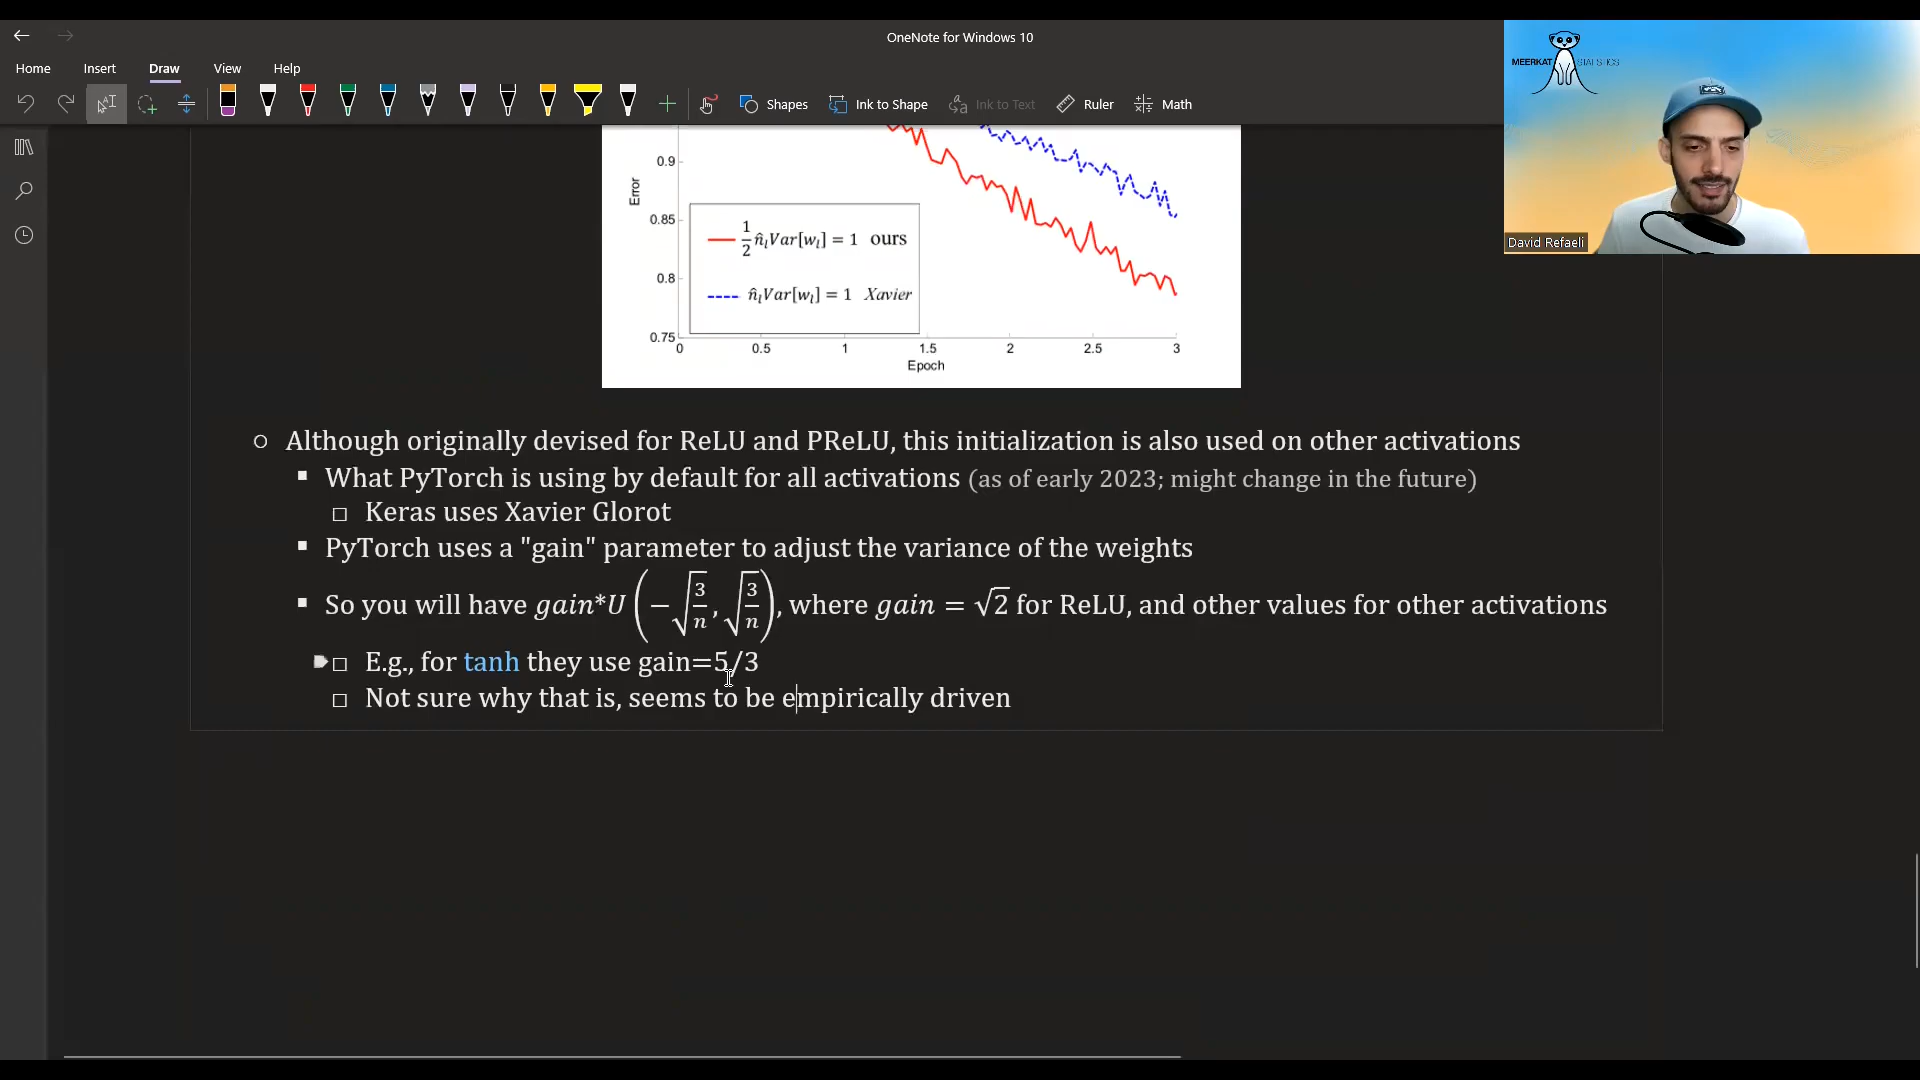 OneNote for Windows 10
Home Insert Draw View Help
Shapes Ink to Shape Ink to Text Ruler Math
MEERKAT STATISTICS
David Refaeli
Error
0.9
0.85
0.8
0.75
½n̂ₗVar[wₗ] = 1 ours
n̂ₗVar[wₗ] = 1 Xavier
0 0.5 1 1.5 2 2.5 3
Epoch
○ Although originally devised for ReLU and PReLU, this initialization is also used on other activations
▪ What PyTorch is using by default for all activations (as of early 2023; might change in the future)
□ Keras uses Xavier Glorot
▪ PyTorch uses a "gain" parameter to adjust the variance of the weights
▪ So you will have gain*U(−√(3/n), √(3/n)), where gain = √2 for ReLU, and other values for other activations
□ E.g., for tanh they use gain=5/3
□ Not sure why that is, seems to be empirically driven